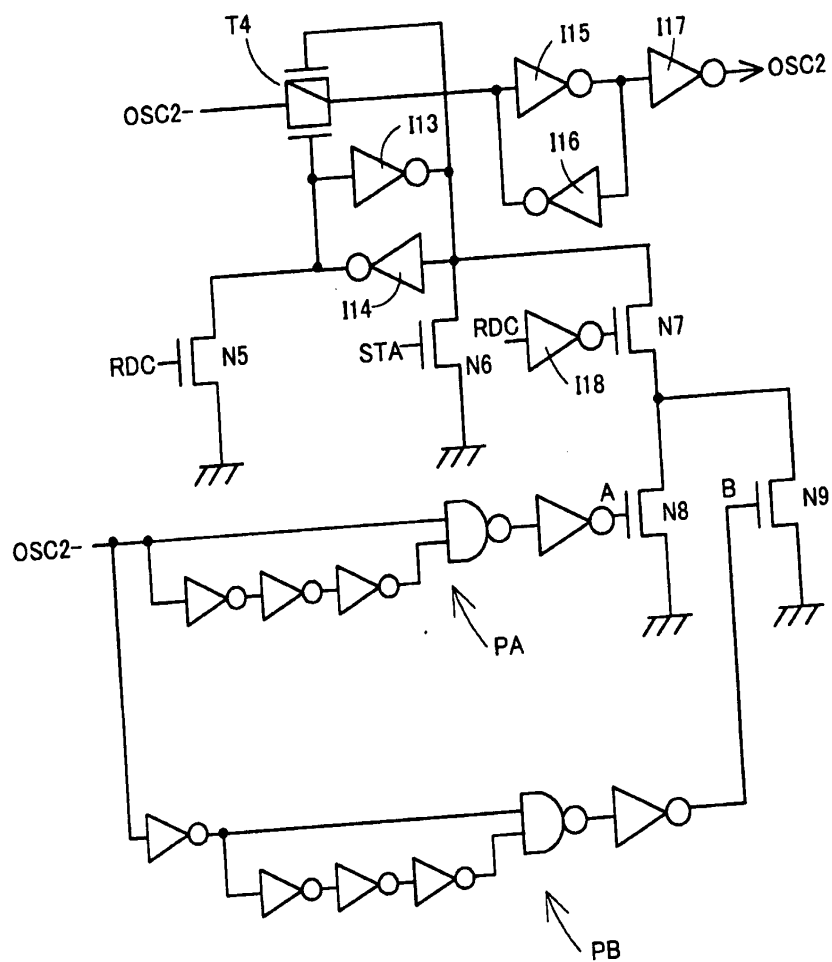 T4
I15
I17
OSC2-
OSC2
I13
I16
I14
RDC
N5
STA
N6
RDC
I18
N7
A
N8
B
N9
OSC2-
PA
PB